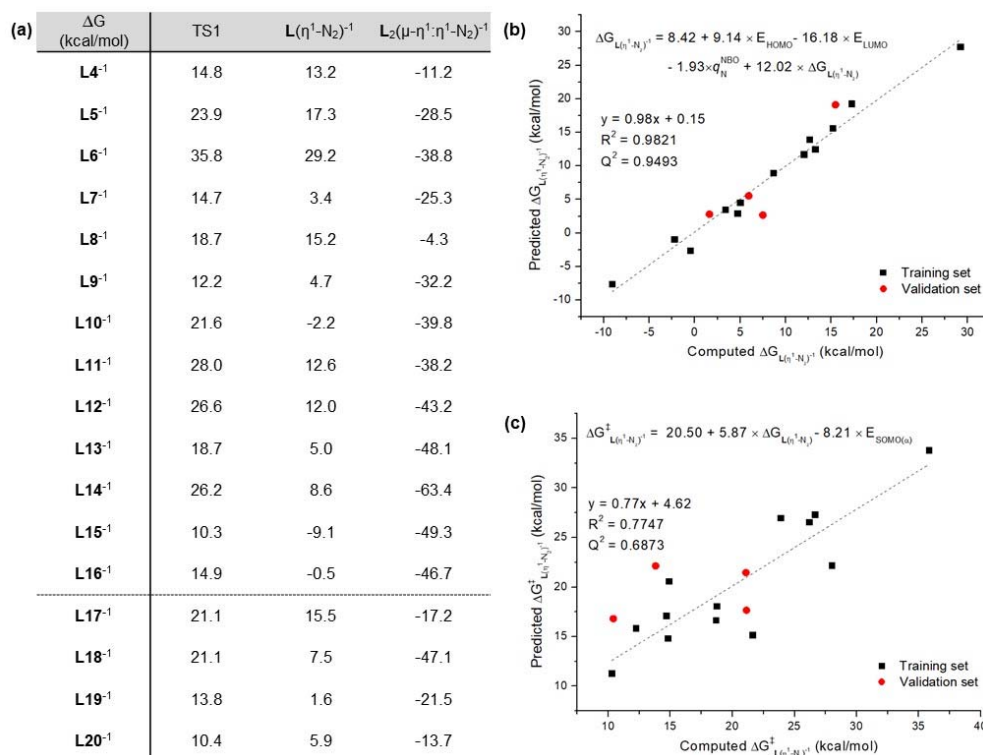 (a)
ΔG (kcal/mol) TS1 L(η¹-N₂)⁻¹ L₂(μ-η¹:η¹-N₂)⁻¹
L4⁻¹ 14.8 13.2 -11.2
L5⁻¹ 23.9 17.3 -28.5
L6⁻¹ 35.8 29.2 -38.8
L7⁻¹ 14.7 3.4 -25.3
L8⁻¹ 18.7 15.2 -4.3
L9⁻¹ 12.2 4.7 -32.2
L10⁻¹ 21.6 -2.2 -39.8
L11⁻¹ 28.0 12.6 -38.2
L12⁻¹ 26.6 12.0 -43.2
L13⁻¹ 18.7 5.0 -48.1
L14⁻¹ 26.2 8.6 -63.4
L15⁻¹ 10.3 -9.1 -49.3
L16⁻¹ 14.9 -0.5 -46.7
L17⁻¹ 21.1 15.5 -17.2
L18⁻¹ 21.1 7.5 -47.1
L19⁻¹ 13.8 1.6 -21.5
L20⁻¹ 10.4 5.9 -13.7
(b)
ΔG L(η¹-N₂)⁻¹ = 8.42 + 9.14 × E HOMO - 16.18 × E LUMO
- 1.93×q N NBO + 12.02 × ΔG L(η¹-N₂)
y = 0.98x + 0.15
R² = 0.9821
Q² = 0.9493
Predicted ΔG L(η¹-N₂)⁻¹ (kcal/mol)
30
25
20
15
10
5
0
-5
-10
Training set
Validation set
-10 -5 0 5 10 15 20 25 30
Computed ΔG L(η¹-N₂)⁻¹ (kcal/mol)
(c)
ΔG‡ L(η¹-N₂)⁻¹ = 20.50 + 5.87 × ΔG L(η¹-N₂) - 8.21 × E SOMO(α)
y = 0.77x + 4.62
R² = 0.7747
Q² = 0.6873
Predicted ΔG‡ L(η¹-N₂)⁻¹ (kcal/mol)
35
30
25
20
15
10
Training set
Validation set
10 15 20 25 30 35 40
Computed ΔG‡ L(η¹-N₂)⁻¹ (kcal/mol)